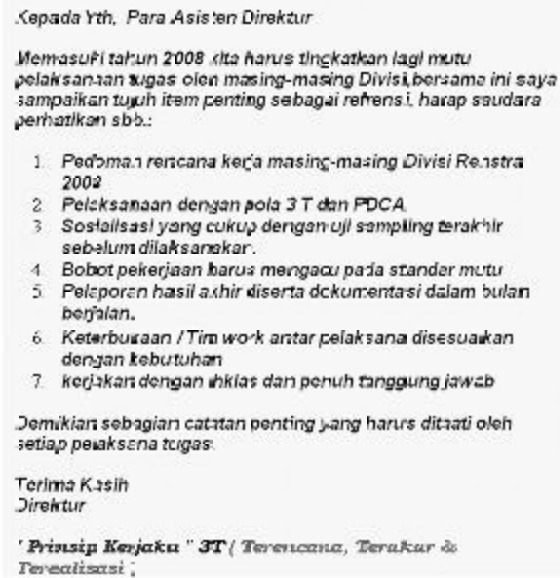 Kepada Yth, Para Asisten Direktur
Memasuki tahun 2008 kita harus tingkatkan lagi mutu
pelaksanaan tugas oleh masing-masing Divisi,bersama ini saya
sampaikan tujuh item penting sebagai refrensi, harap saudara
perhatikan sbb.:
1. Pedoman rencana kerja masing-masing Divisi Renstra
2008
2. Pelaksanaan dengan pola 3 T dan PDCA.
3. Sosialisasi yang cukup dengan uji sampling terakhir
sebelum dilaksanakan.
4. Bobot pekerjaan harus mengacu pada standar mutu
5. Pelaporan hasil akhir diserta dokumentasi dalam bulan
berjalan.
6. Keterbukaan / Tim work antar pelaksana disesuaikan
dengan kebutuhan
7. kerjakan dengan ihklas dan penuh tanggung jawab
Demikian sebagian catatan penting yang harus ditaati oleh
setiap pelaksana tugas.
Terima Kasih
Direktur
" Prinsip Kerjaku " 3T ( Terencana, Terukur &
Terealisasi )